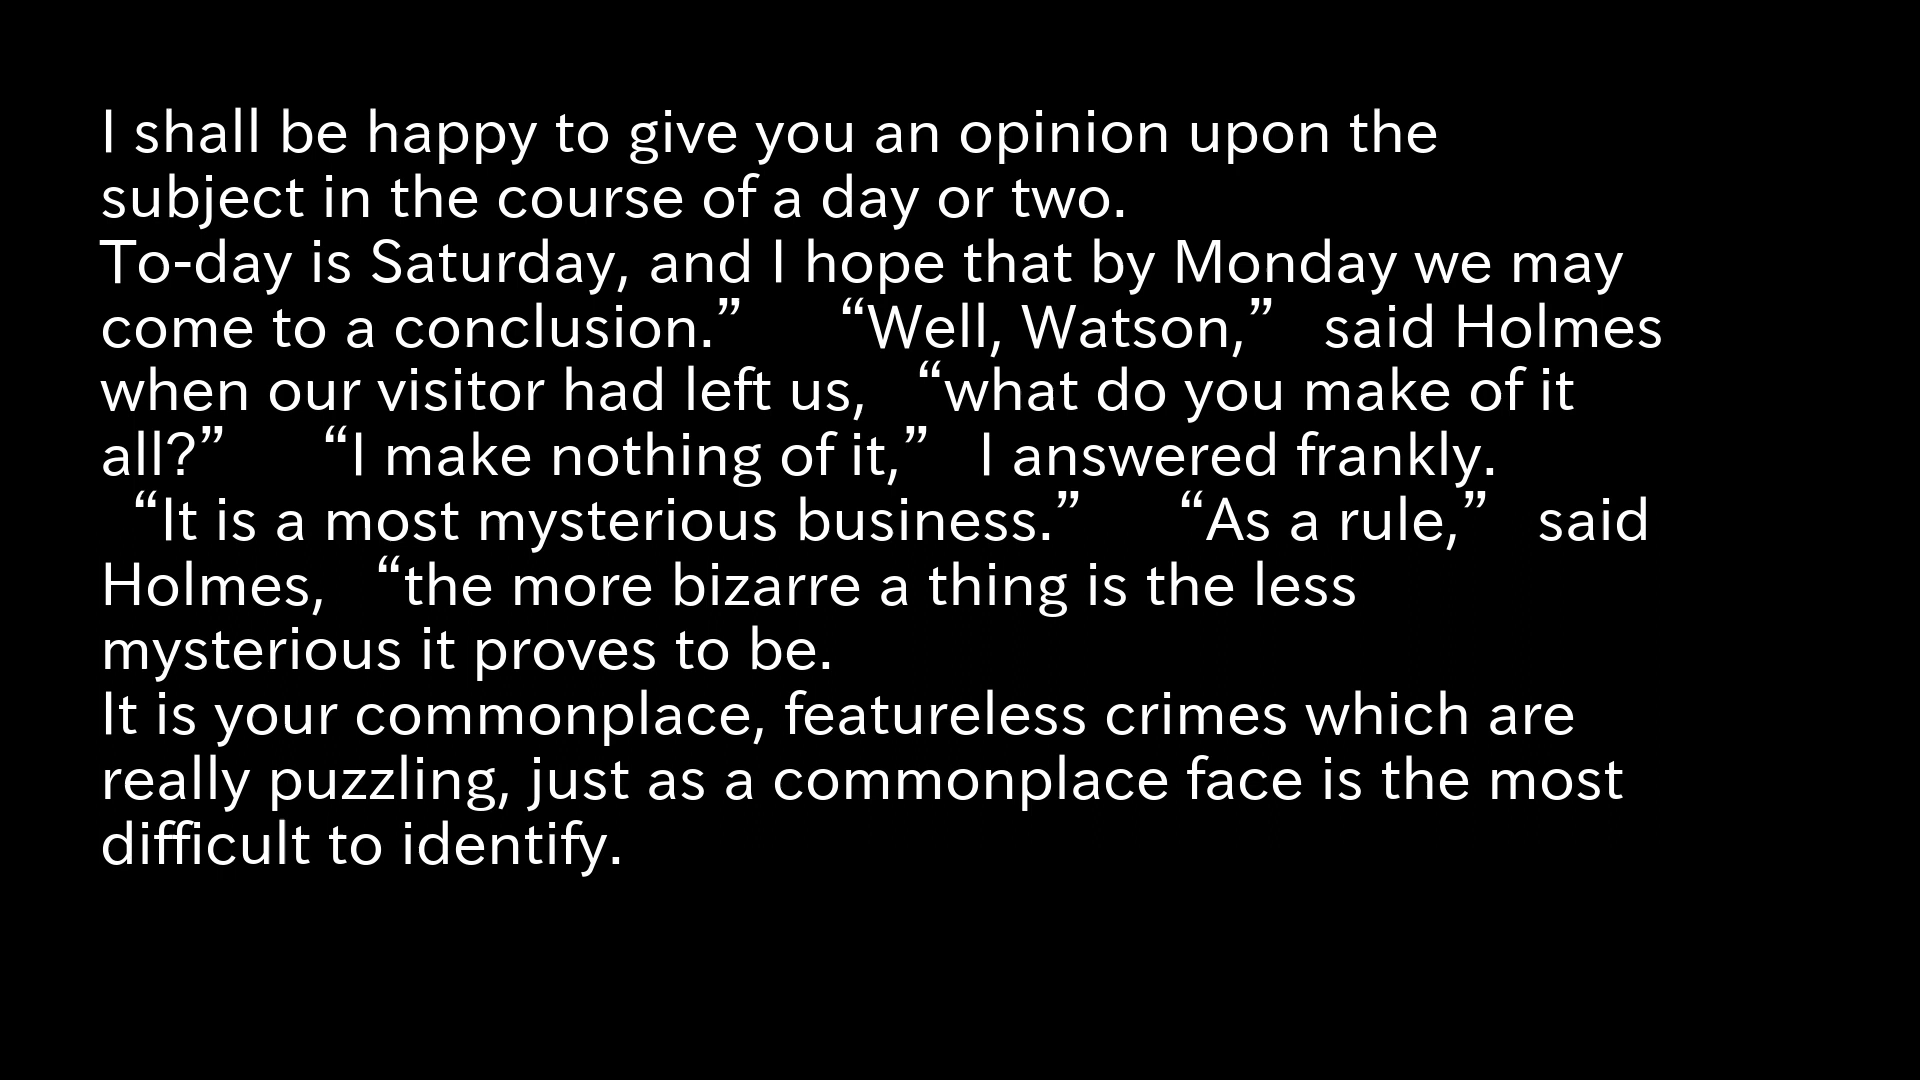 I shall be happy to give you an opinion upon the
subject in the course of a day or two.
To-day is Saturday, and I hope that by Monday we may
come to a conclusion.” “Well, Watson,” said Holmes
when our visitor had left us, “what do you make of it
all?” “I make nothing of it,” I answered frankly.
“It is a most mysterious business.” “As a rule,” said
Holmes, “the more bizarre a thing is the less
mysterious it proves to be.
It is your commonplace, featureless crimes which are
really puzzling, just as a commonplace face is the most
difficult to identify.